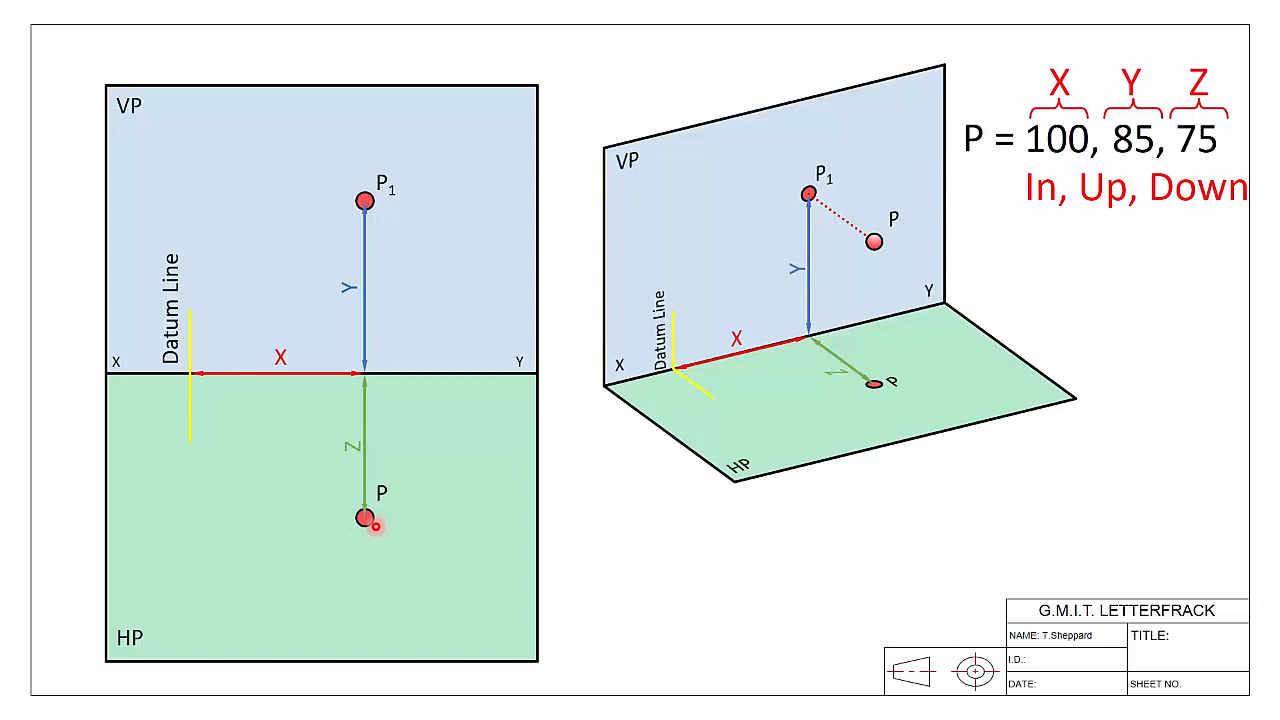 VP
P1
Y
Datum Line
X
X
Y
Z
P
HP
VP
P1
P
Y
Y
Datum Line
X
X
Z
P
HP
X Y Z
P = 100, 85, 75
In, Up, Down
G.M.I.T. LETTERFRACK
NAME: T.Sheppard
TITLE:
I.D.:
DATE:
SHEET NO.